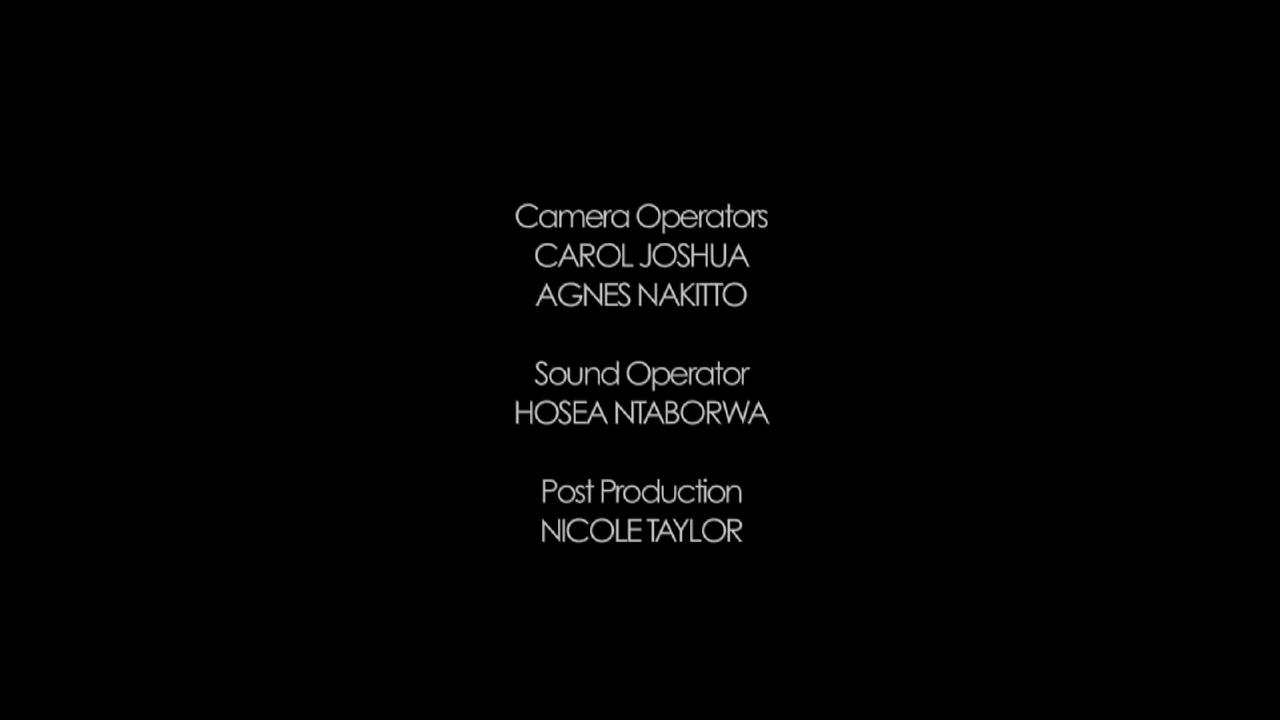 Camera Operators
CAROL JOSHUA
AGNES NAKITTO
Sound Operator
HOSEA NTABORWA
Post Production
NICOLE TAYLOR